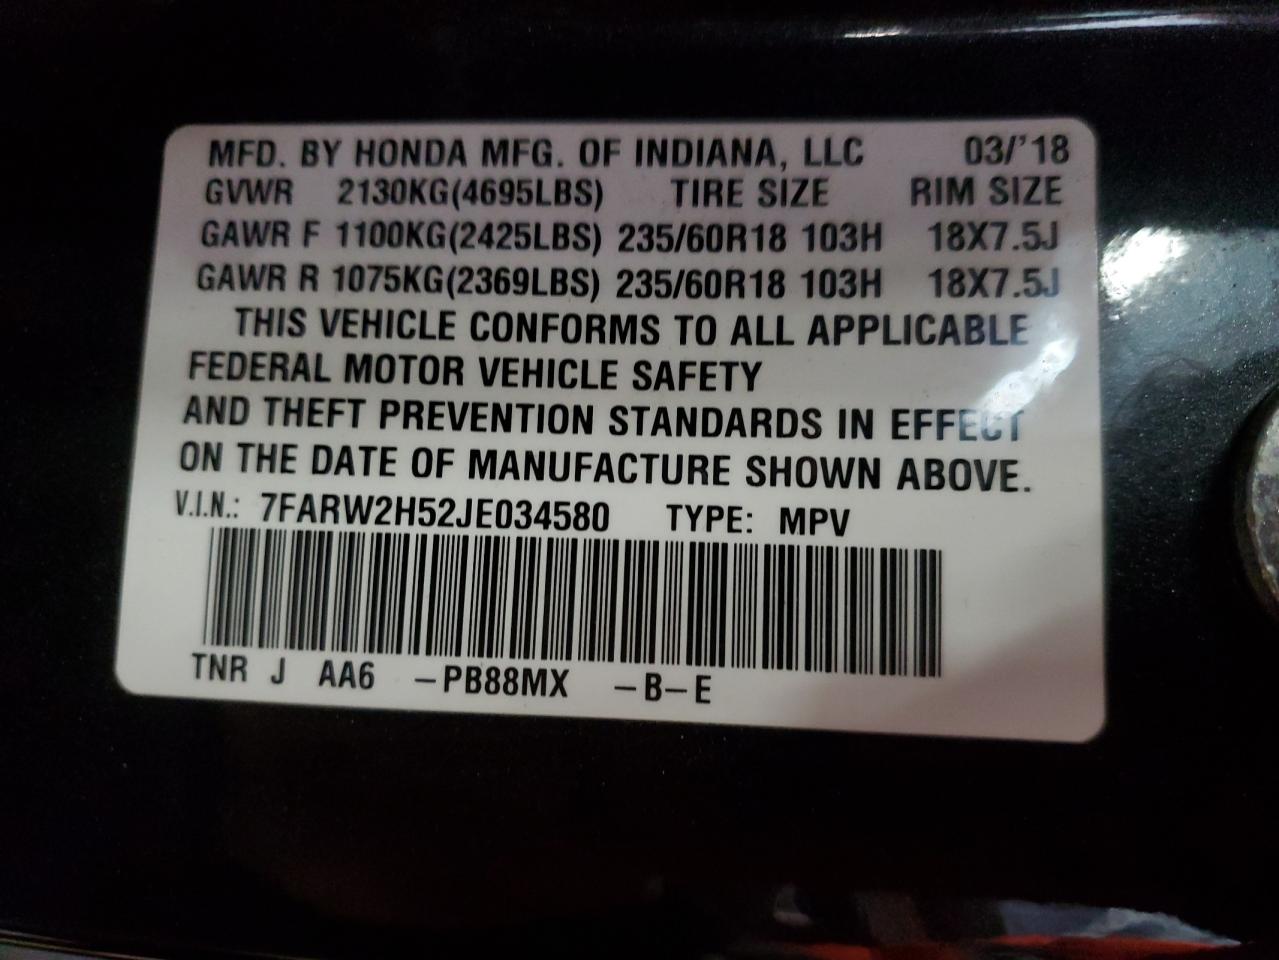 MFD. BY HONDA MFG. OF INDIANA, LLC 03/'18
GVWR 2130KG(4695LBS) TIRE SIZE RIM SIZE
GAWR F 1100KG(2425LBS) 235/60R18 103H 18X7.5J
GAWR R 1075KG(2369LBS) 235/60R18 103H 18X7.5J
THIS VEHICLE CONFORMS TO ALL APPLICABLE
FEDERAL MOTOR VEHICLE SAFETY
AND THEFT PREVENTION STANDARDS IN EFFECT
ON THE DATE OF MANUFACTURE SHOWN ABOVE.
V.I.N.: 7FARW2H52JE034580 TYPE: MPV
TNR J AA6 -PB88MX -B-E